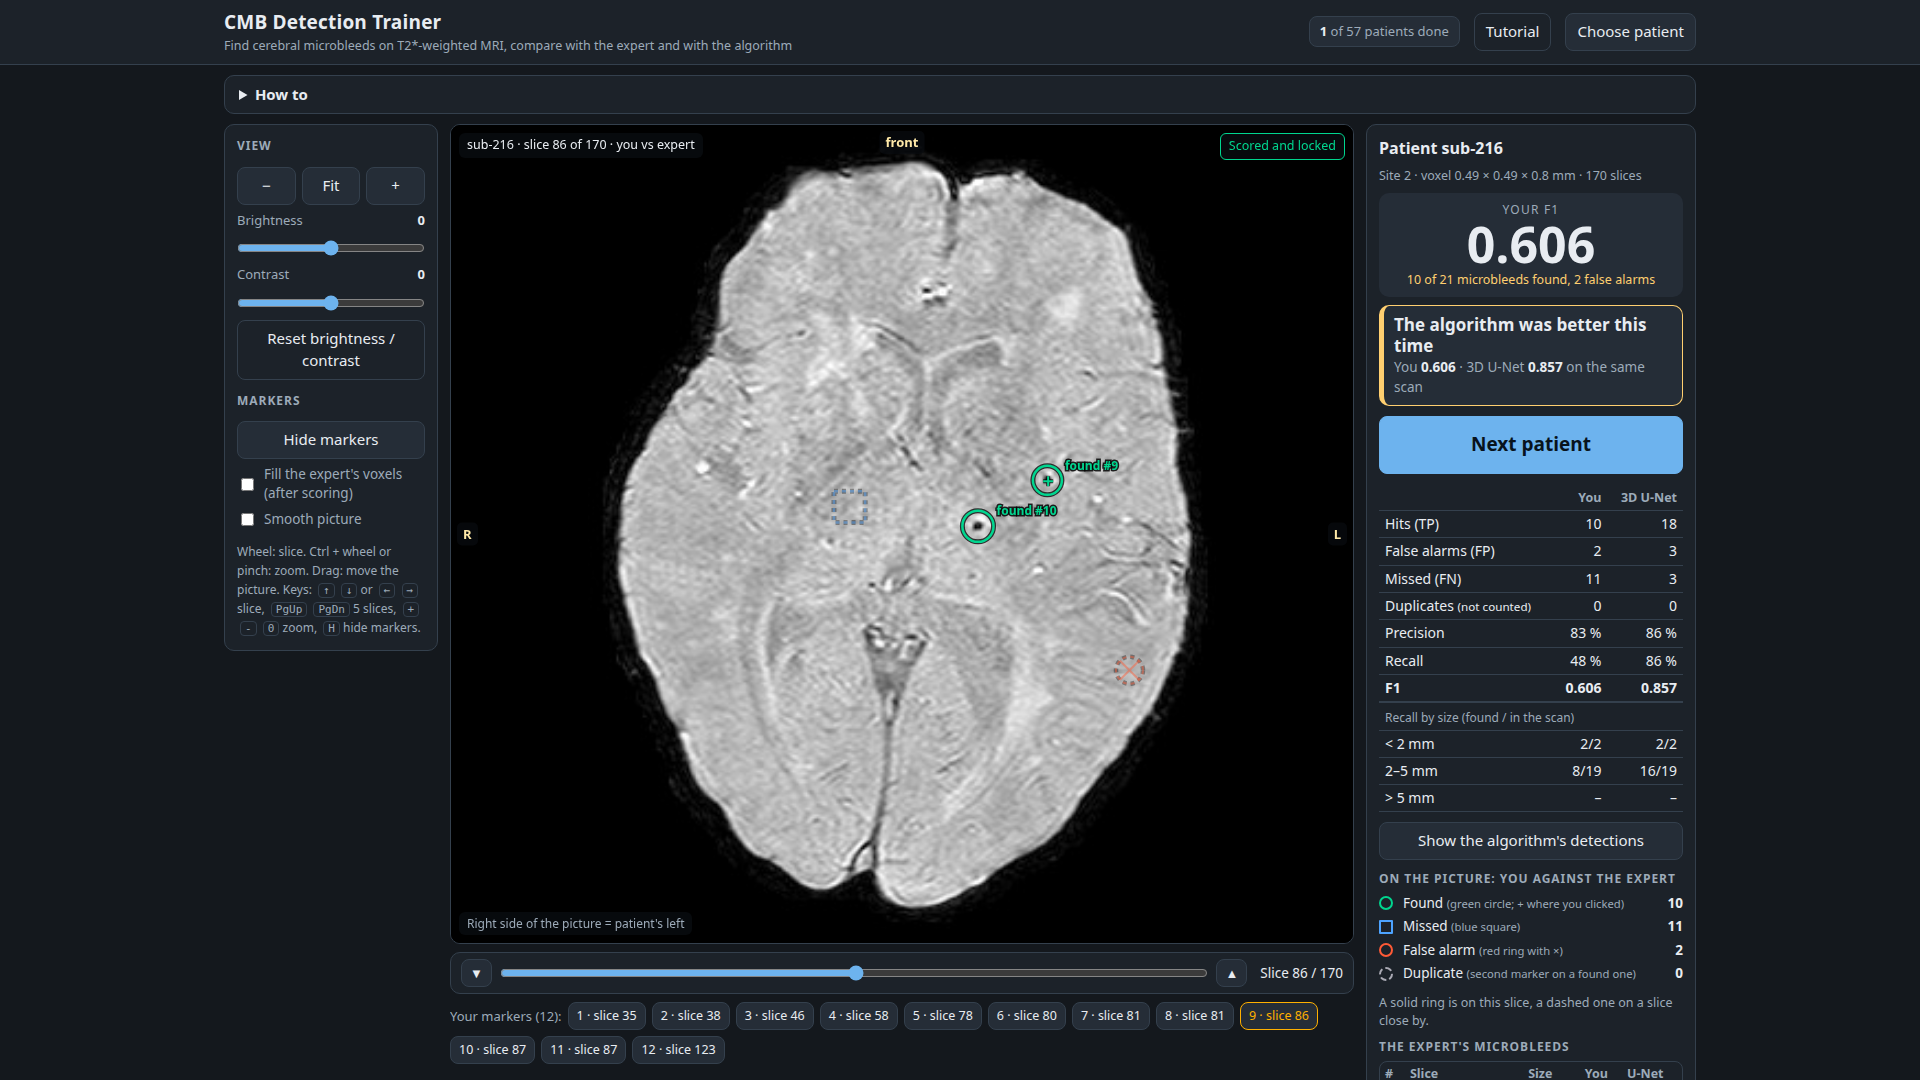 CMB Detection Trainer
Find cerebral microbleeds on T2*-weighted MRI, compare with the expert and with the algorithm
1 of 57 patients done
Tutorial
Choose patient
▶ How to
VIEW
− Fit +
Brightness 0
Contrast 0
Reset brightness /
contrast
MARKERS
Hide markers
Fill the expert's voxels
(after scoring)
Smooth picture
Wheel: slice. Ctrl + wheel or
pinch: zoom. Drag: move the
picture. Keys: ↑ ↓ or ← →
slice, PgUp PgDn 5 slices, +
- 0 zoom, H hide markers.
sub-216 · slice 86 of 170 · you vs expert
front
Scored and locked
found #9
found #10
R
L
Right side of the picture = patient's left
▼ ▲ Slice 86 / 170
Your markers (12): 1 · slice 35 2 · slice 38 3 · slice 46 4 · slice 58 5 · slice 78 6 · slice 80 7 · slice 81 8 · slice 81 9 · slice 86
10 · slice 87 11 · slice 87 12 · slice 123
Patient sub-216
Site 2 · voxel 0.49 × 0.49 × 0.8 mm · 170 slices
YOUR F1
0.606
10 of 21 microbleeds found, 2 false alarms
The algorithm was better this
time
You 0.606 · 3D U-Net 0.857 on the same
scan
Next patient
You 3D U-Net
Hits (TP) 10 18
False alarms (FP) 2 3
Missed (FN) 11 3
Duplicates (not counted) 0 0
Precision 83 % 86 %
Recall 48 % 86 %
F1 0.606 0.857
Recall by size (found / in the scan)
< 2 mm 2/2 2/2
2–5 mm 8/19 16/19
> 5 mm – –
Show the algorithm's detections
ON THE PICTURE: YOU AGAINST THE EXPERT
Found (green circle; + where you clicked) 10
Missed (blue square) 11
False alarm (red ring with ×) 2
Duplicate (second marker on a found one) 0
A solid ring is on this slice, a dashed one on a slice
close by.
THE EXPERT'S MICROBLEEDS
# Slice Size You U-Net